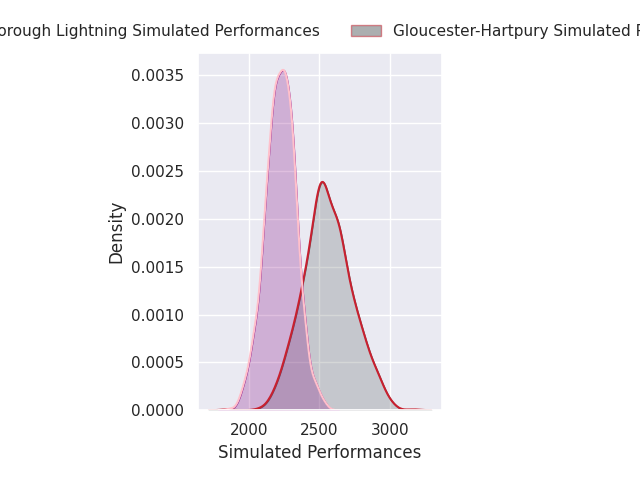 orough Lightning Simulated Performances Gloucester-Hartpury Simulated
0.0035
0.0030
0.0025
0.0020
0.0015
0.0010
0.0005
0.0000
Density
2000 2500 3000
Simulated Performances